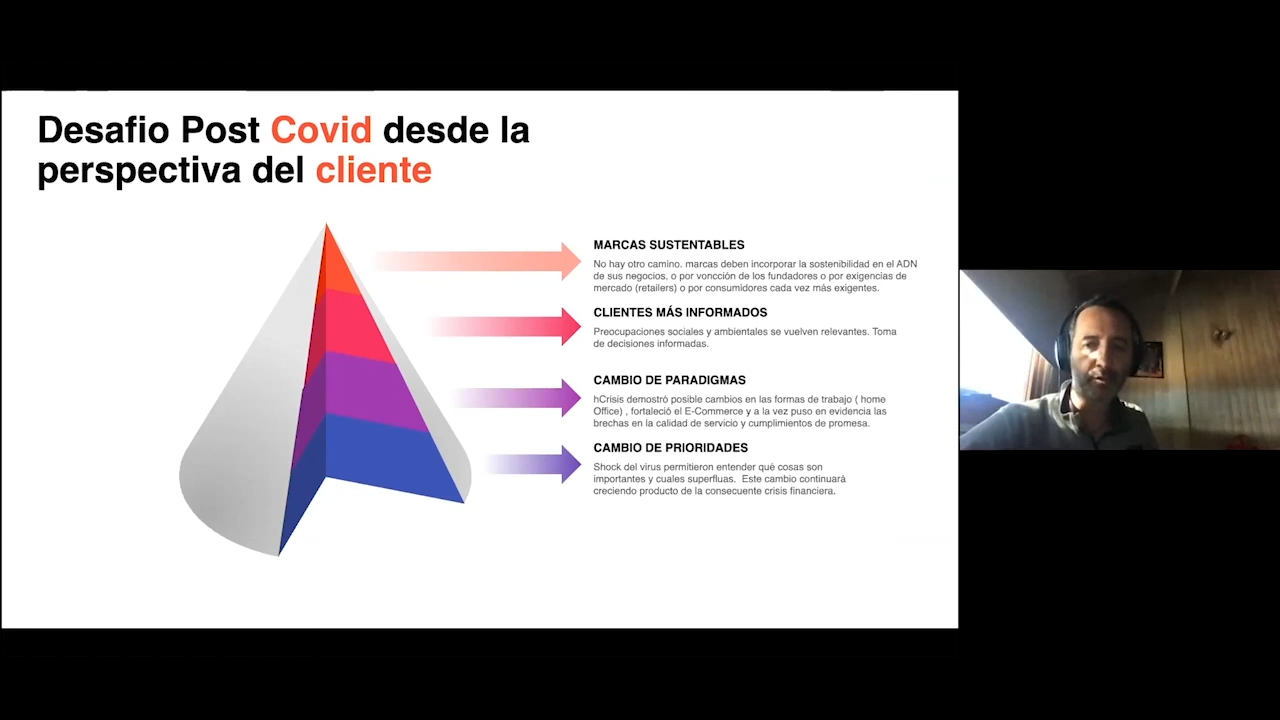 Desafio Post Covid desde la
perspectiva del cliente
MARCAS SUSTENTABLES
No hay otro camino. marcas deben incorporar la sostenibilidad en el ADN
de sus negocios, o por voncción de los fundadores o por exigencias de
mercado (retailers) o por consumidores cada vez más exigentes.
CLIENTES MÁS INFORMADOS
Preocupaciones sociales y ambientales se vuelven relevantes. Toma
de decisiones informadas.
CAMBIO DE PARADIGMAS
hCrisis demostró posible cambios en las formas de trabajo ( home
Office) , fortaleció el E-Commerce y a la vez puso en evidencia las
brechas en la calidad de servicio y cumplimientos de promesa.
CAMBIO DE PRIORIDADES
Shock del virus permitieron entender qué cosas son
importantes y cuales superfluas. Este cambio continuará
creciendo producto de la consecuente crisis financiera.